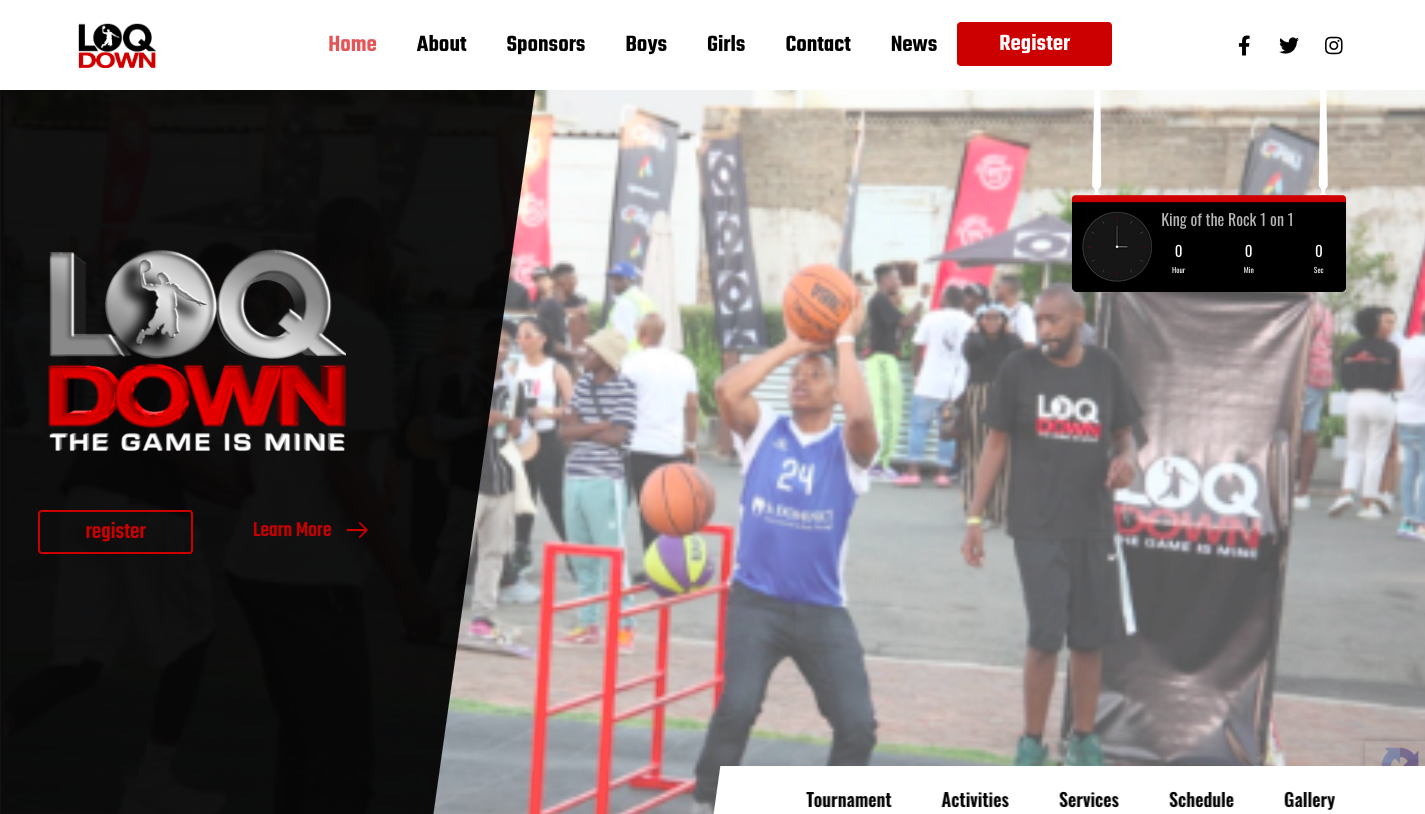 LOQ
DOWN
Home
About
Sponsors
Boys
Girls
Contact
News
Register
King of the Rock 1 on 1
0
0
0
Hour
Min
Sec
LOQ
DOWN
THE GAME IS MINE
register
Learn More
24
LOQ
DOWN
LOQ
DOWN
THE GAME IS MINE
Tournament
Activities
Services
Schedule
Gallery